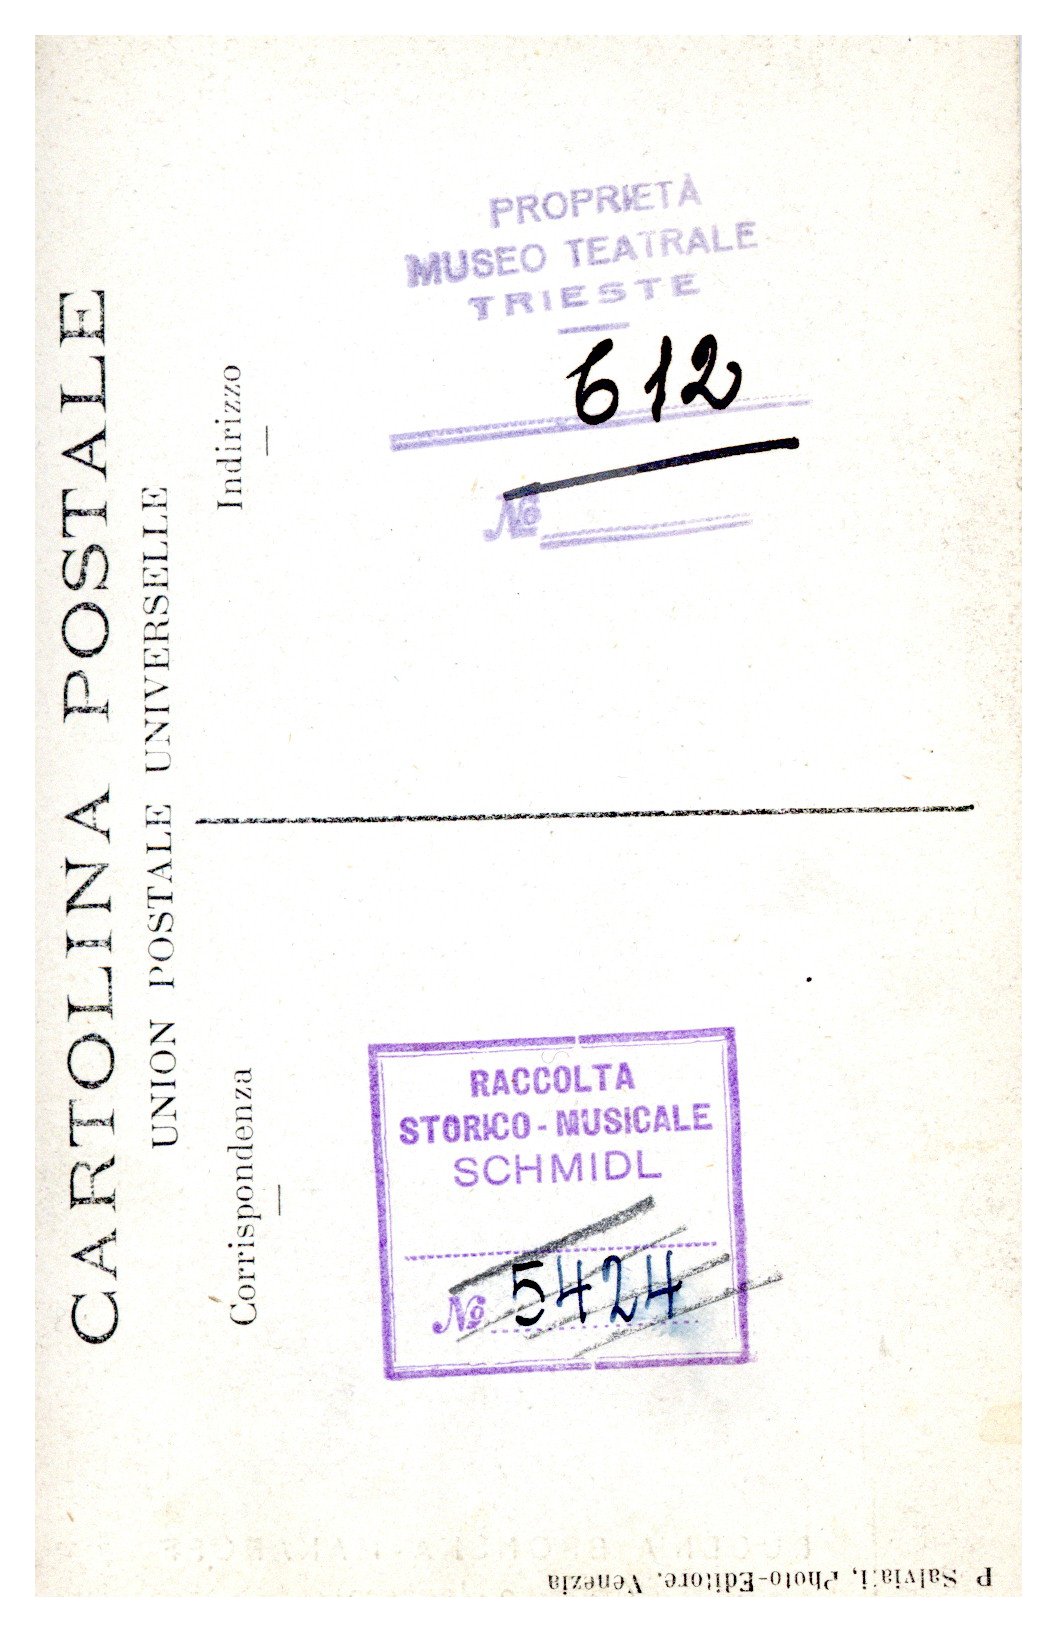 CARTOLINA POSTALE
UNION POSTALE UNIVERSELLE
Indirizzo
PROPRIETÀ
MUSEO TEATRALE
TRIESTE
612
No
Corrispondenza
RACCOLTA
STORICO-MUSICALE
SCHMIDL
No 5424
P Salviati, Photo-Editore. Venezia